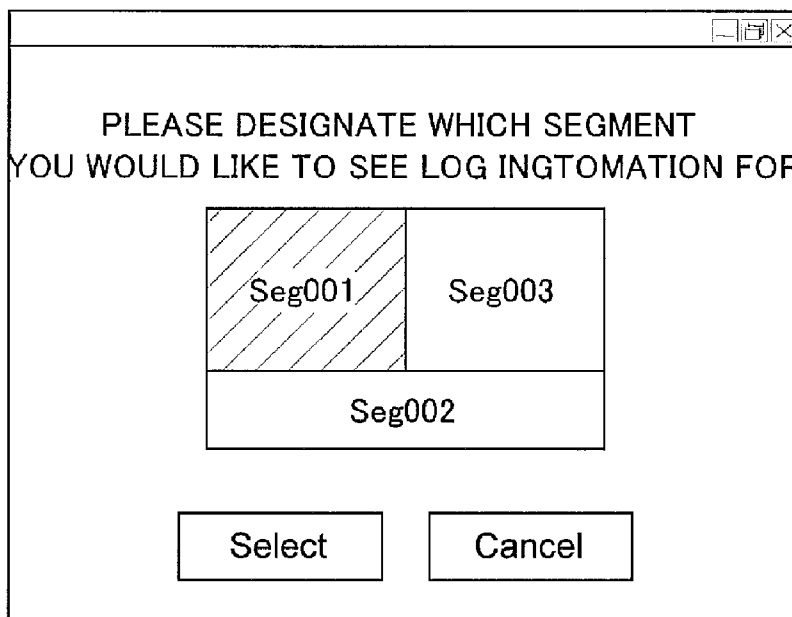 PLEASE DESIGNATE WHICH SEGMENT
YOU WOULD LIKE TO SEE LOG INGTOMATION FOR
Seg001 Seg003
Seg002
Select Cancel